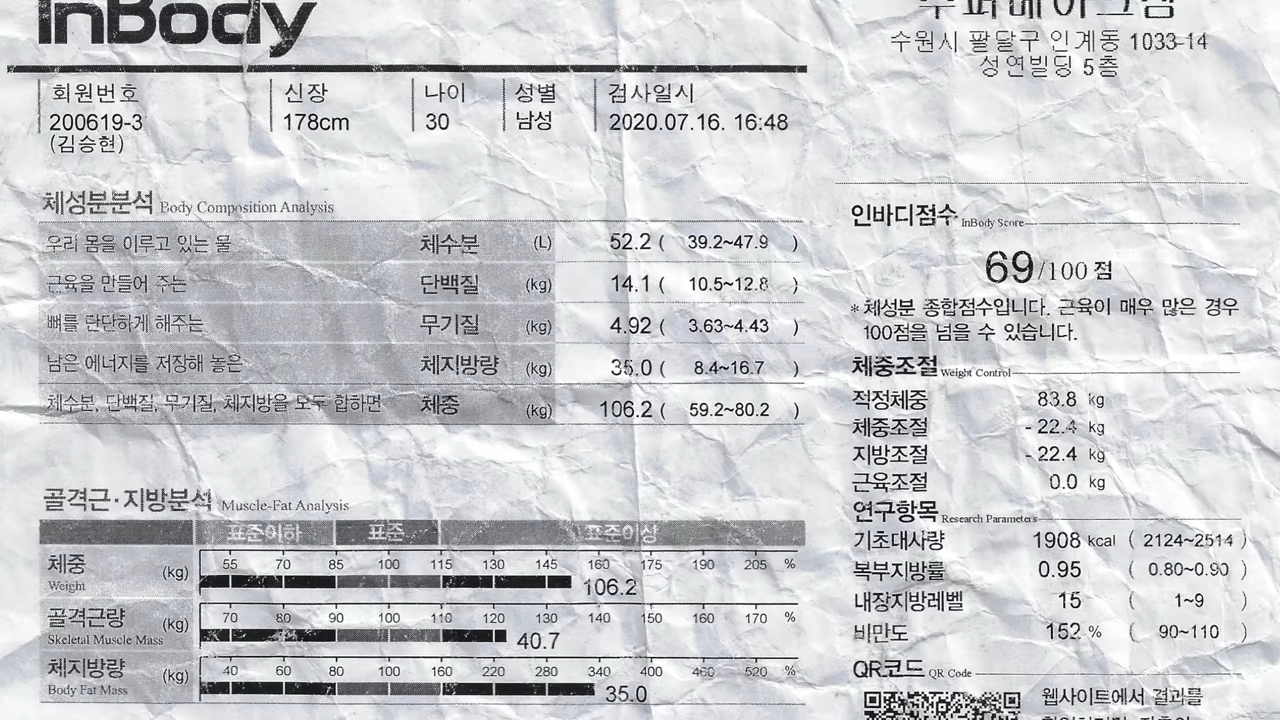 InBody
수원시 팔달구 인계동 1033-14
성연빌딩 5층
회원번호 신장 나이 성별 검사일시
200619-3 178cm 30 남성 2020.07.16. 16:48
(김승현)
체성분분석 Body Composition Analysis
우리 몸을 이루고 있는 물 체수분 (L) 52.2 ( 39.2~47.9 )
근육을 만들어 주는 단백질 (kg) 14.1 ( 10.5~12.8 )
뼈를 단단하게 해주는 무기질 (kg) 4.92 ( 3.63~4.43 )
남은 에너지를 저장해 놓은 체지방량 (kg) 35.0 ( 8.4~16.7 )
체수분, 단백질, 무기질, 체지방을 모두 합하면 체중 (kg) 106.2 ( 59.2~80.2 )
골격근·지방분석 Muscle-Fat Analysis
표준이하 표준 표준이상
체중 (kg) 55 70 85 100 115 130 145 160 175 190 205 %
Weight 106.2
골격근량 (kg) 70 80 90 100 110 120 130 140 150 160 170 %
Skeletal Muscle Mass 40.7
체지방량 (kg) 40 60 80 100 160 220 280 340 400 460 520 %
Body Fat Mass 35.0
인바디점수 InBody Score
69/100 점
* 체성분 종합점수입니다. 근육이 매우 많은 경우
100점을 넘을 수 있습니다.
체중조절 Weight Control
적정체중 83.8 kg
체중조절 - 22.4 kg
지방조절 - 22.4 kg
근육조절 0.0 kg
연구항목 Research Parameters
기초대사량 1908 kcal ( 2124~2514 )
복부지방률 0.95 ( 0.80~0.90 )
내장지방레벨 15 ( 1~9 )
비만도 152 % ( 90~110 )
QR코드 QR Code
웹사이트에서 결과를